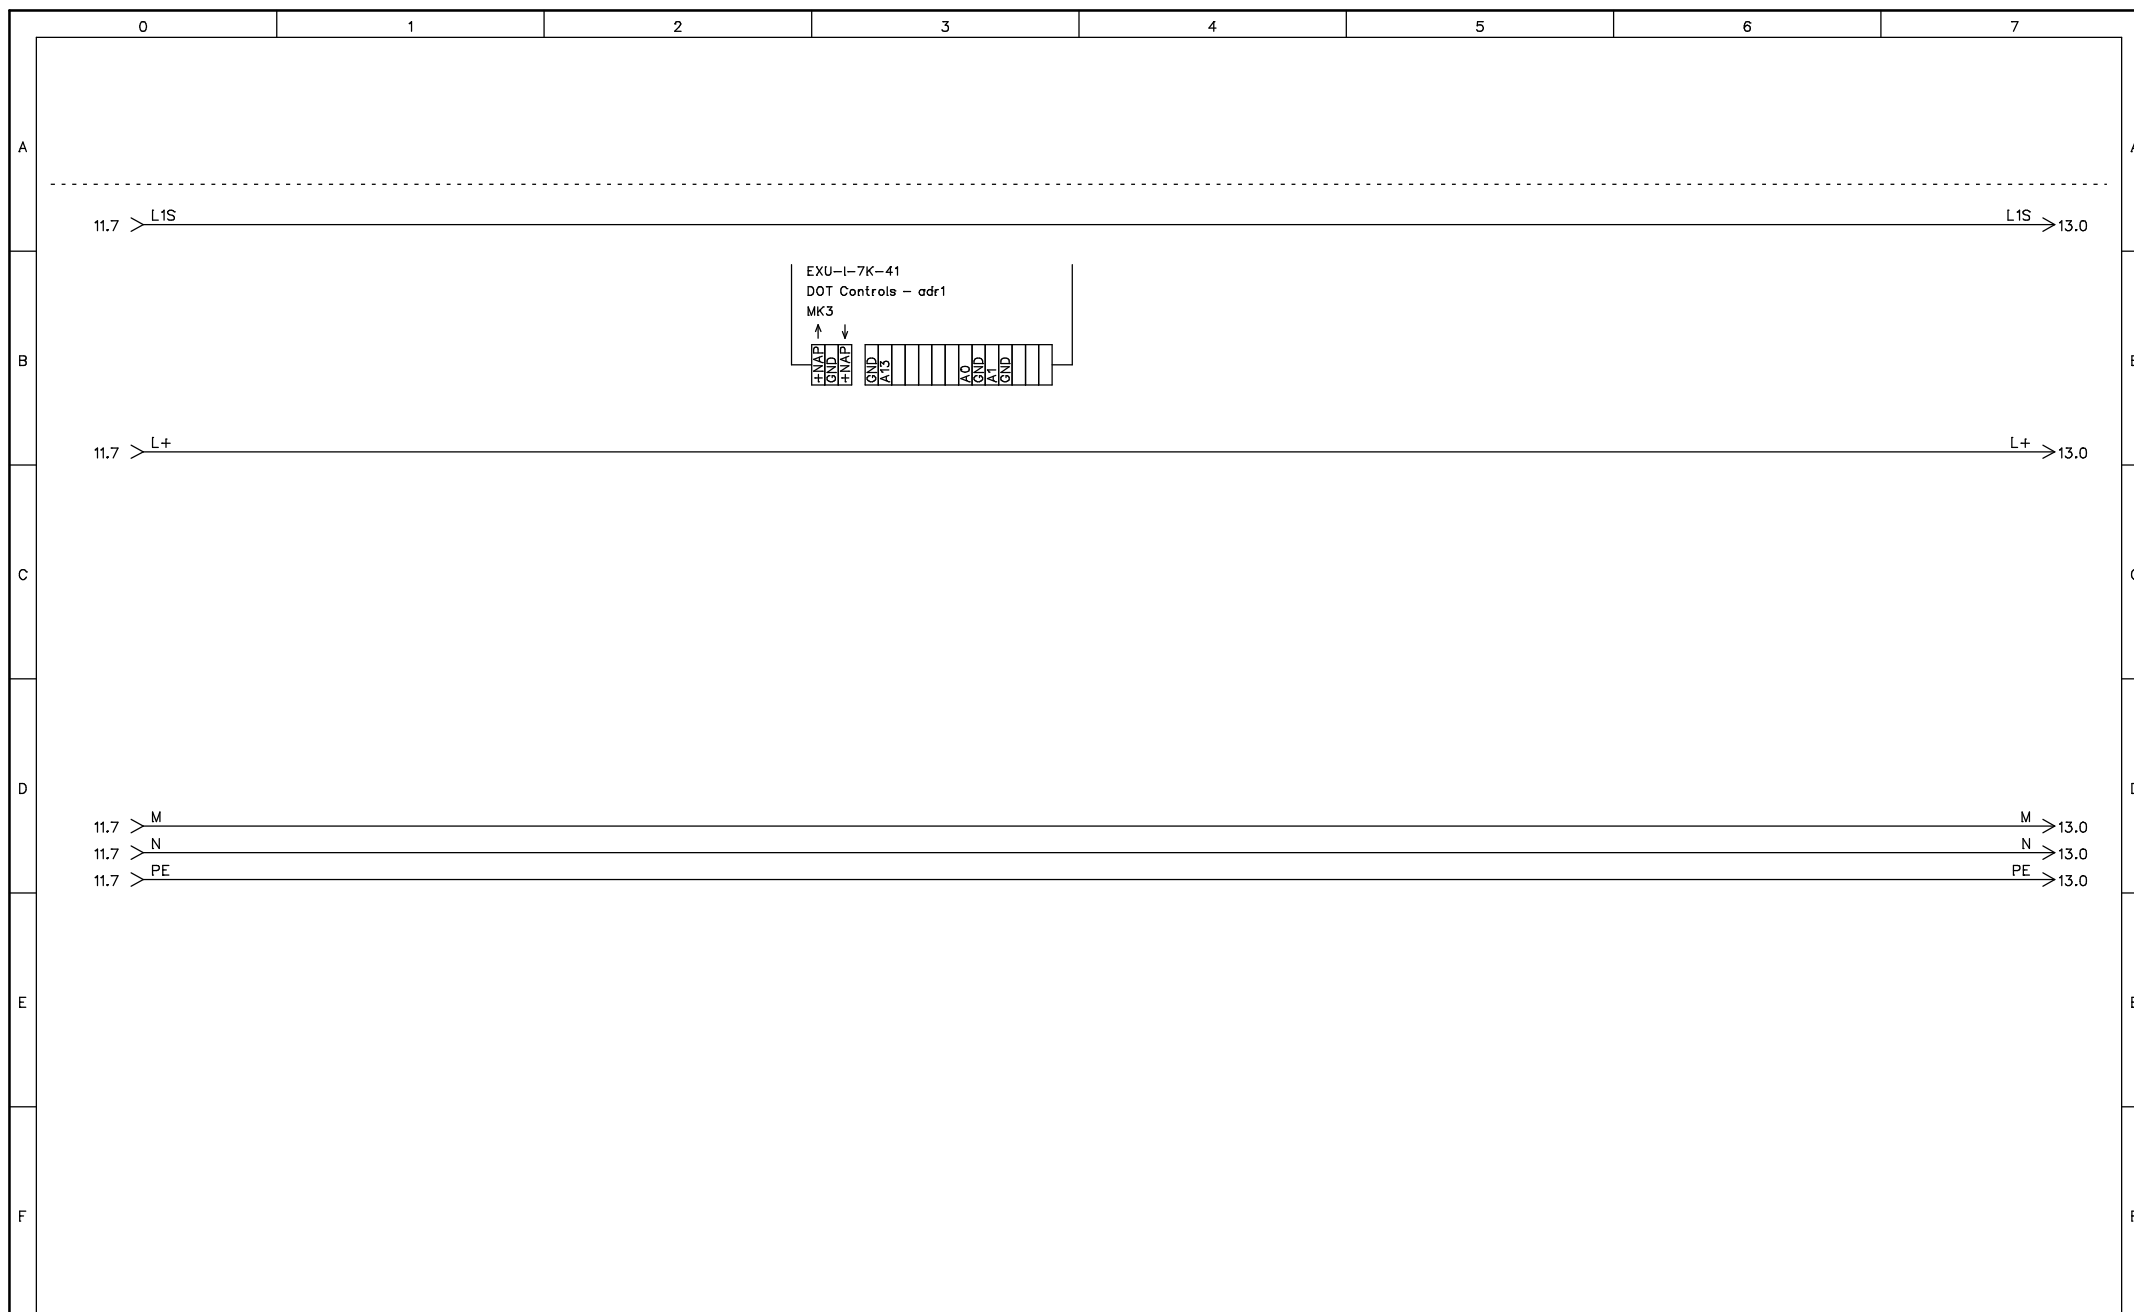 0 1 2 3 4 5 6 7
A
L1S L1S
11.7 13.0
EXU-I-7K-41
DOT Controls - adr1
MK3
B
+NAP GND +NAP GND A13 A0 GND A1 GND
L+ L+
11.7 13.0
C
D
M M
11.7 13.0
N N
11.7 13.0
PE PE
11.7 13.0
E
F